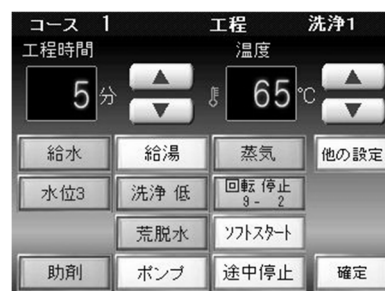 コース 1 工程 洗浄1
工程時間 温度
5 分 65 ℃
給水 給湯 蒸気 他の設定
水位3 洗浄 低 回転 停止
9- 2
荒脱水 ソフトスタート
助剤 ポンプ 途中停止 確定